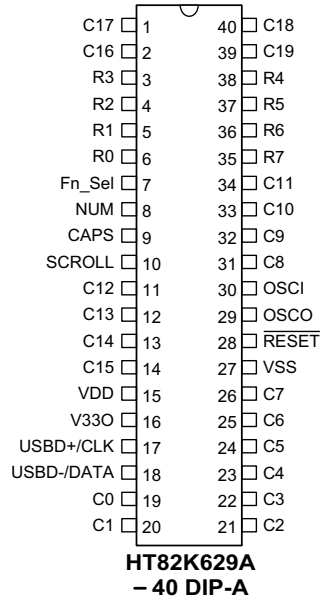 C17 1 40 C18
C16 2 39 C19
R3 3 38 R4
R2 4 37 R5
R1 5 36 R6
R0 6 35 R7
Fn_Sel 7 34 C11
NUM 8 33 C10
CAPS 9 32 C9
SCROLL 10 31 C8
C12 11 30 OSCI
C13 12 29 OSCO
C14 13 28 RESET
C15 14 27 VSS
VDD 15 26 C7
V33O 16 25 C6
USBD+/CLK 17 24 C5
USBD-/DATA 18 23 C4
C0 19 22 C3
C1 20 21 C2
HT82K629A
– 40 DIP-A